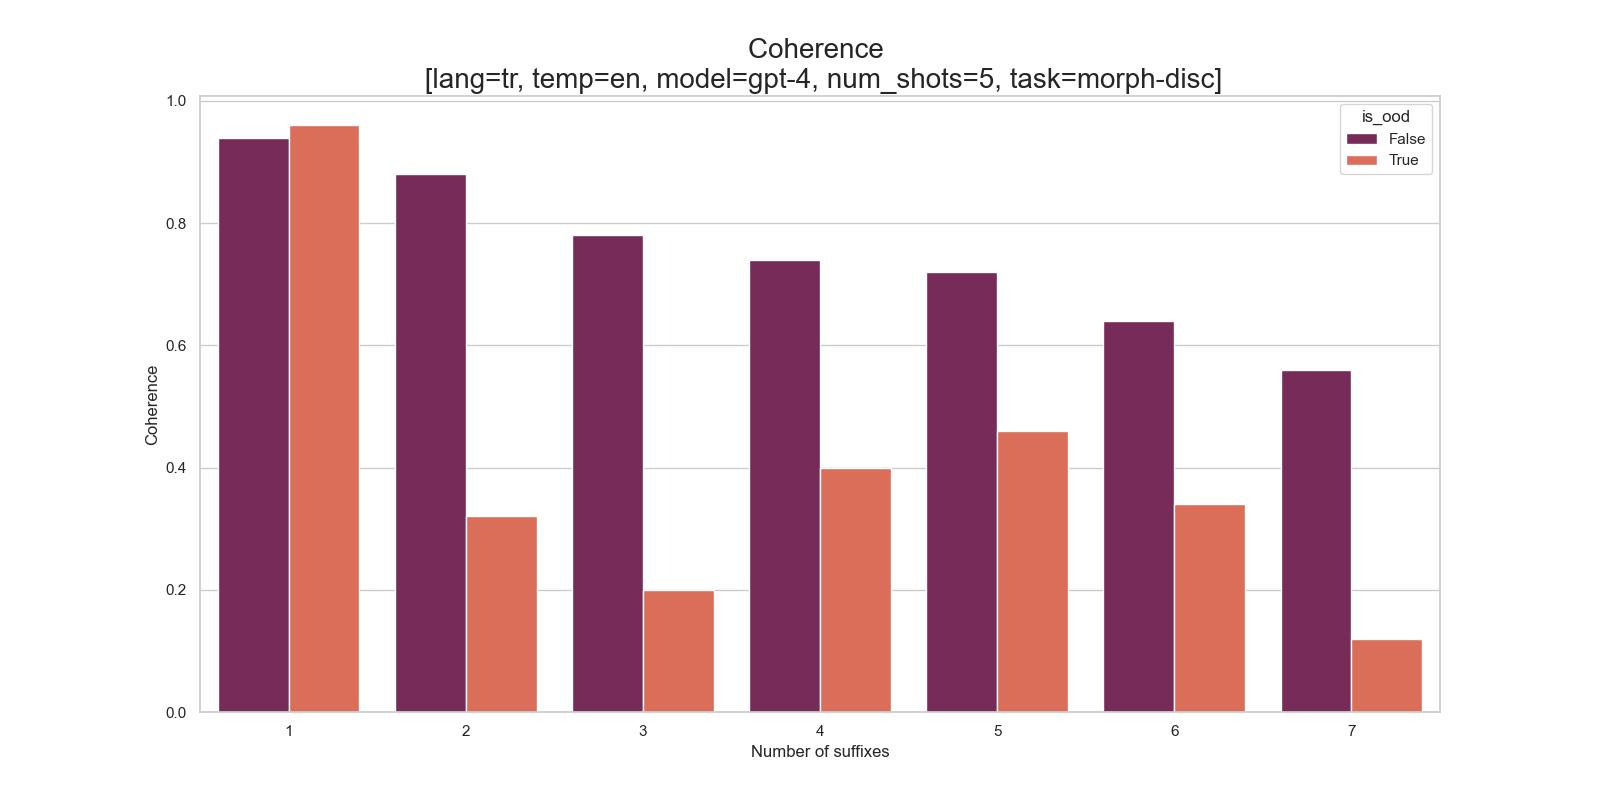 Coherence
[lang=tr, temp=en, model=gpt-4, num_shots=5, task=morph-disc]
is_ood
False
True
1.0
0.8
0.6
0.4
0.2
0.0
Coherence
1 2 3 4 5 6 7
Number of suffixes